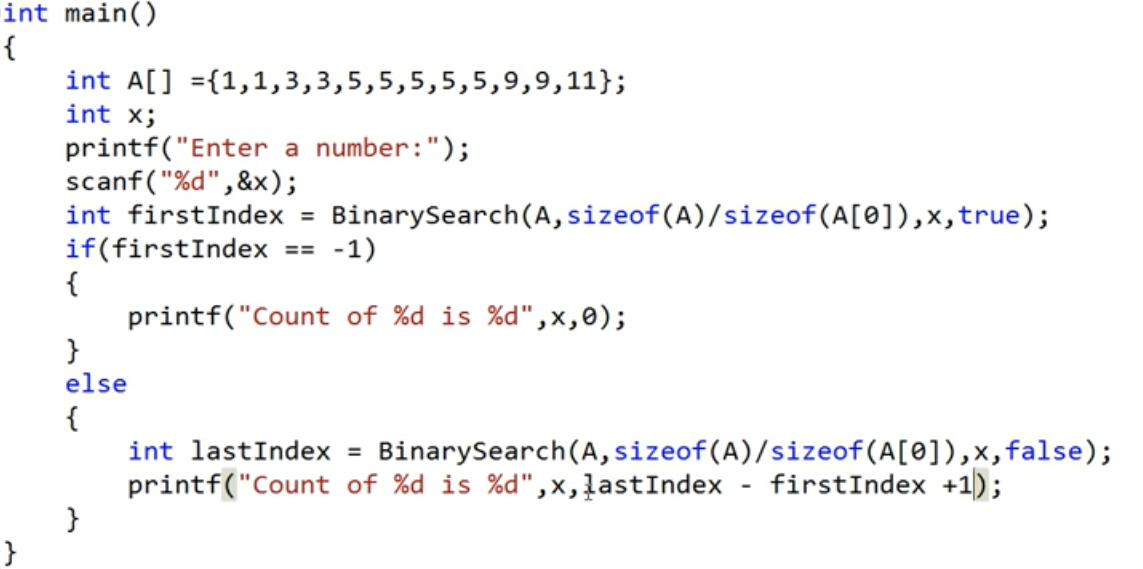 int main()
{
    int A[] ={1,1,3,3,5,5,5,5,5,9,9,11};
    int x;
    printf("Enter a number:");
    scanf("%d",&x);
    int firstIndex = BinarySearch(A,sizeof(A)/sizeof(A[0]),x,true);
    if(firstIndex == -1)
    {
        printf("Count of %d is %d",x,0);
    }
    else
    {
        int lastIndex = BinarySearch(A,sizeof(A)/sizeof(A[0]),x,false);
        printf("Count of %d is %d",x,lastIndex - firstIndex +1);
    }
}